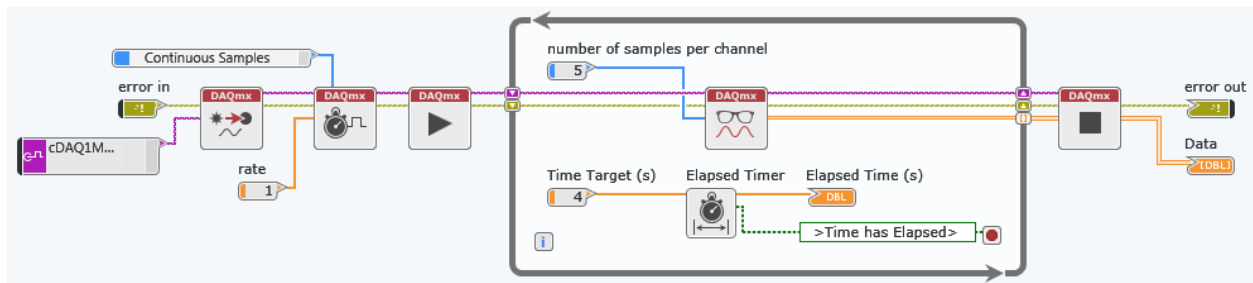 Continuous Samples
error in
DAQmx
DAQmx
DAQmx
cDAQ1M...
rate
1
number of samples per channel
5
DAQmx
Time Target (s)
4
Elapsed Timer
Elapsed Time (s)
DBL
>Time has Elapsed>
i
DAQmx
error out
Data
[DBL]